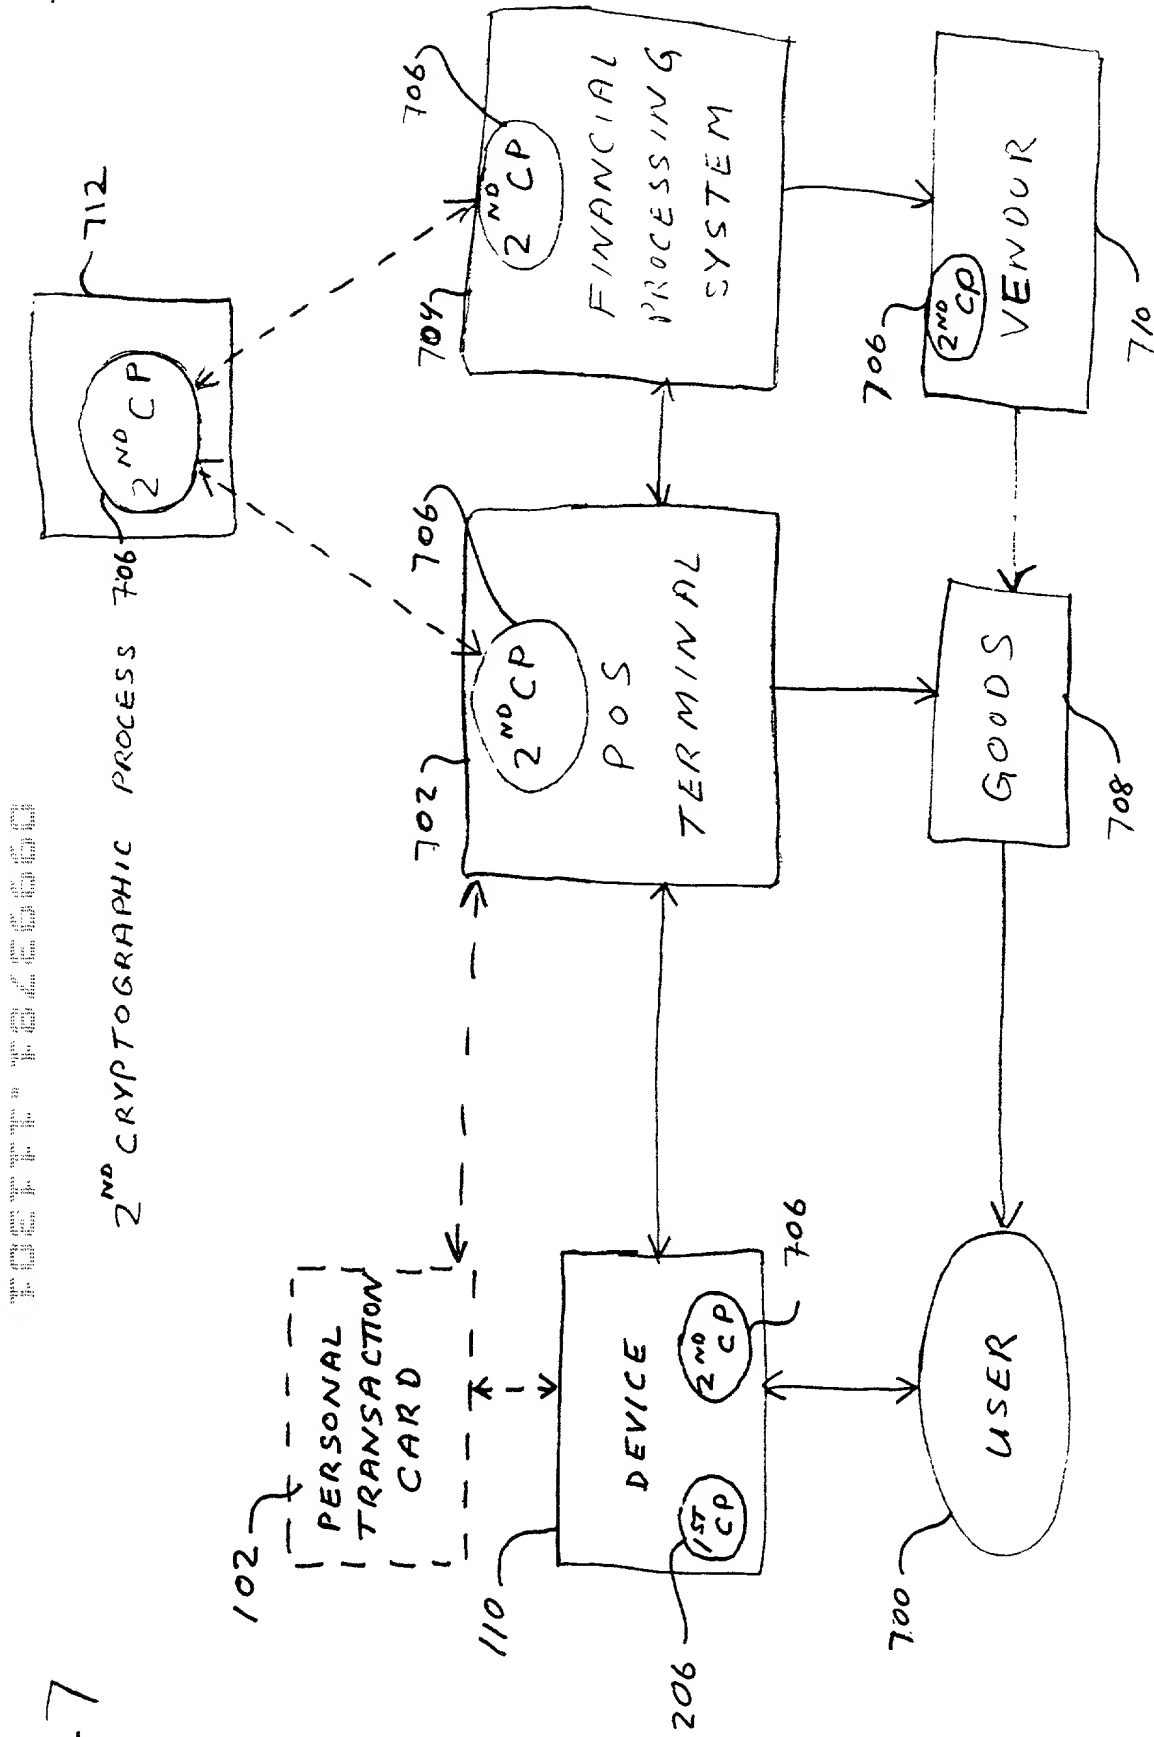 -7
2ND CRYPTOGRAPHIC PROCESS 706
2ND CP
712
102
PERSONAL
TRANSACTION
CARD
702
706
2ND CP
POS
TERMINAL
704
706
2ND CP
FINANCIAL
PROCESSING
SYSTEM
110
DEVICE
206
1ST
CP
2ND
CP
706
700
USER
GOODS
708
706
2ND CP
VENDOR
710